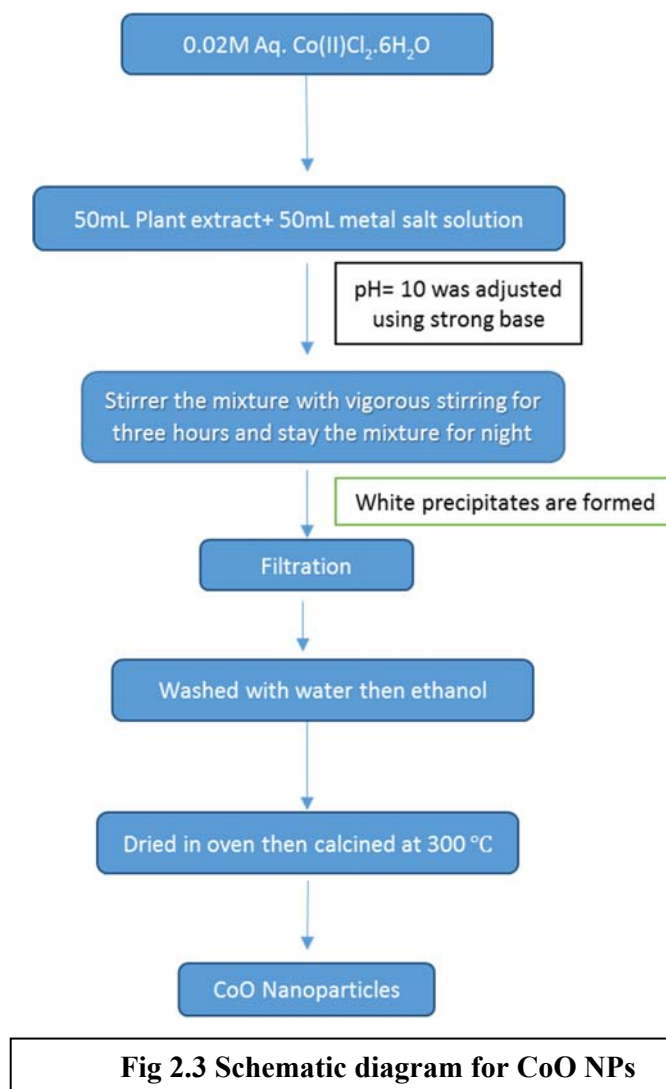 0.02M Aq. Co(II)Cl₂.6H₂O
50mL Plant extract+ 50mL metal salt solution
pH= 10 was adjusted
using strong base
Stirrer the mixture with vigorous stirring for
three hours and stay the mixture for night
White precipitates are formed
Filtration
Washed with water then ethanol
Dried in oven then calcined at 300 ℃
CoO Nanoparticles
Fig 2.3 Schematic diagram for CoO NPs